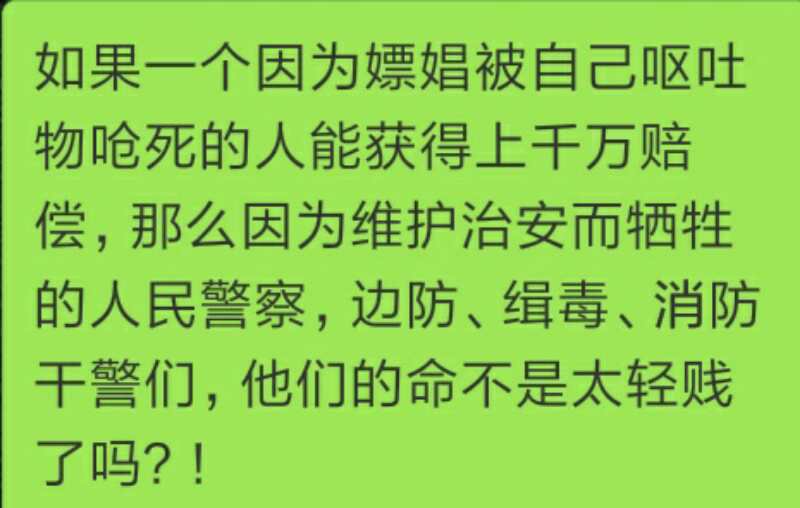 如果一个因为嫖娼被自己呕吐
物呛死的人能获得上千万赔
偿，那么因为维护治安而牺牲
的人民警察，边防、缉毒、消防
干警们，他们的命不是太轻贱
了吗？！